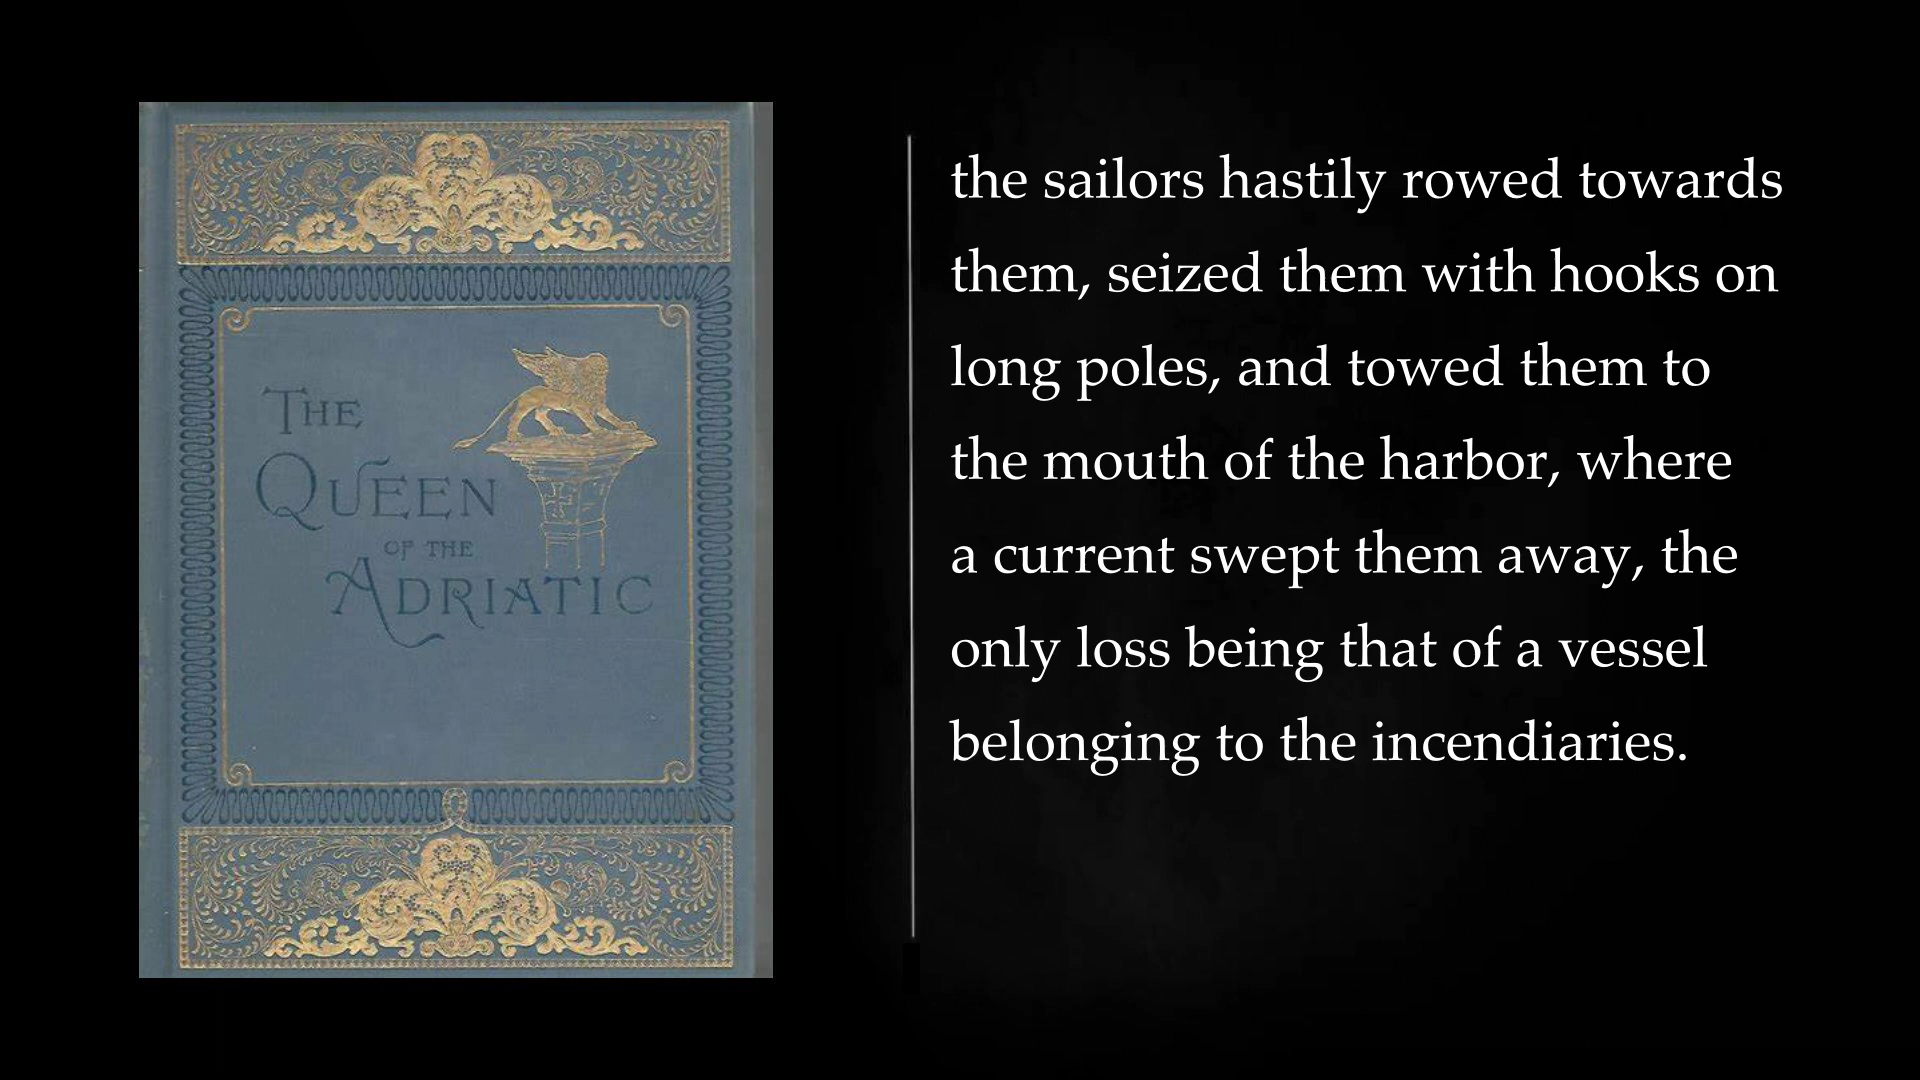 THE
QUEEN
OF THE
ADRIATIC
the sailors hastily rowed towards
them, seized them with hooks on
long poles, and towed them to
the mouth of the harbor, where
a current swept them away, the
only loss being that of a vessel
belonging to the incendiaries.